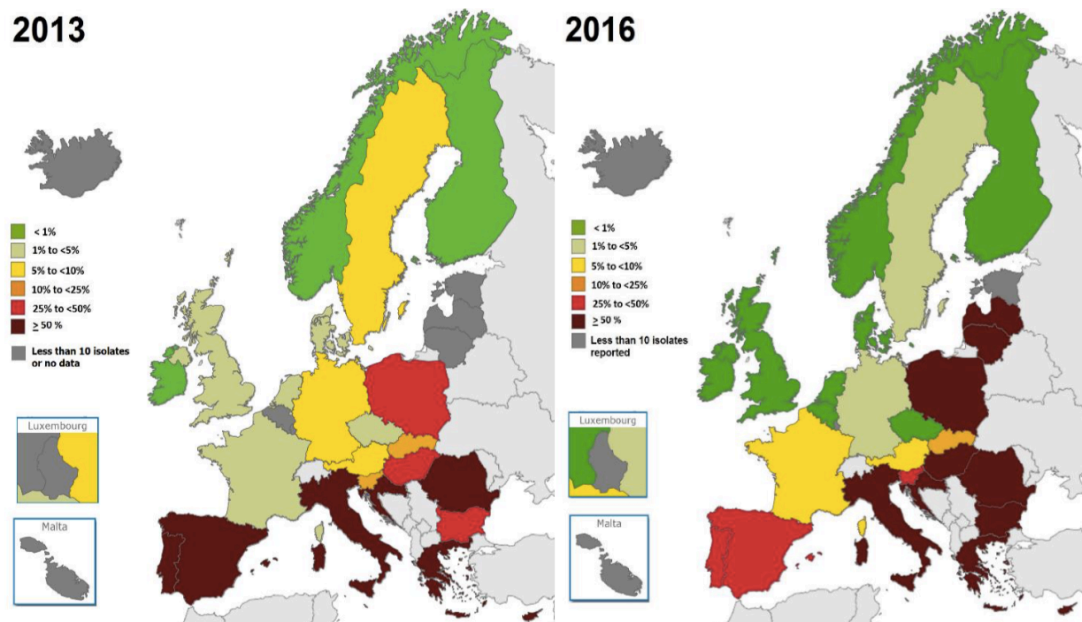 2013
< 1%
1% to <5%
5% to <10%
10% to <25%
25% to <50%
≥ 50 %
Less than 10 isolates
or no data
Luxembourg
Malta
2016
< 1%
1% to <5%
5% to <10%
10% to <25%
25% to <50%
≥ 50 %
Less than 10 isolates
reported
Luxembourg
Malta